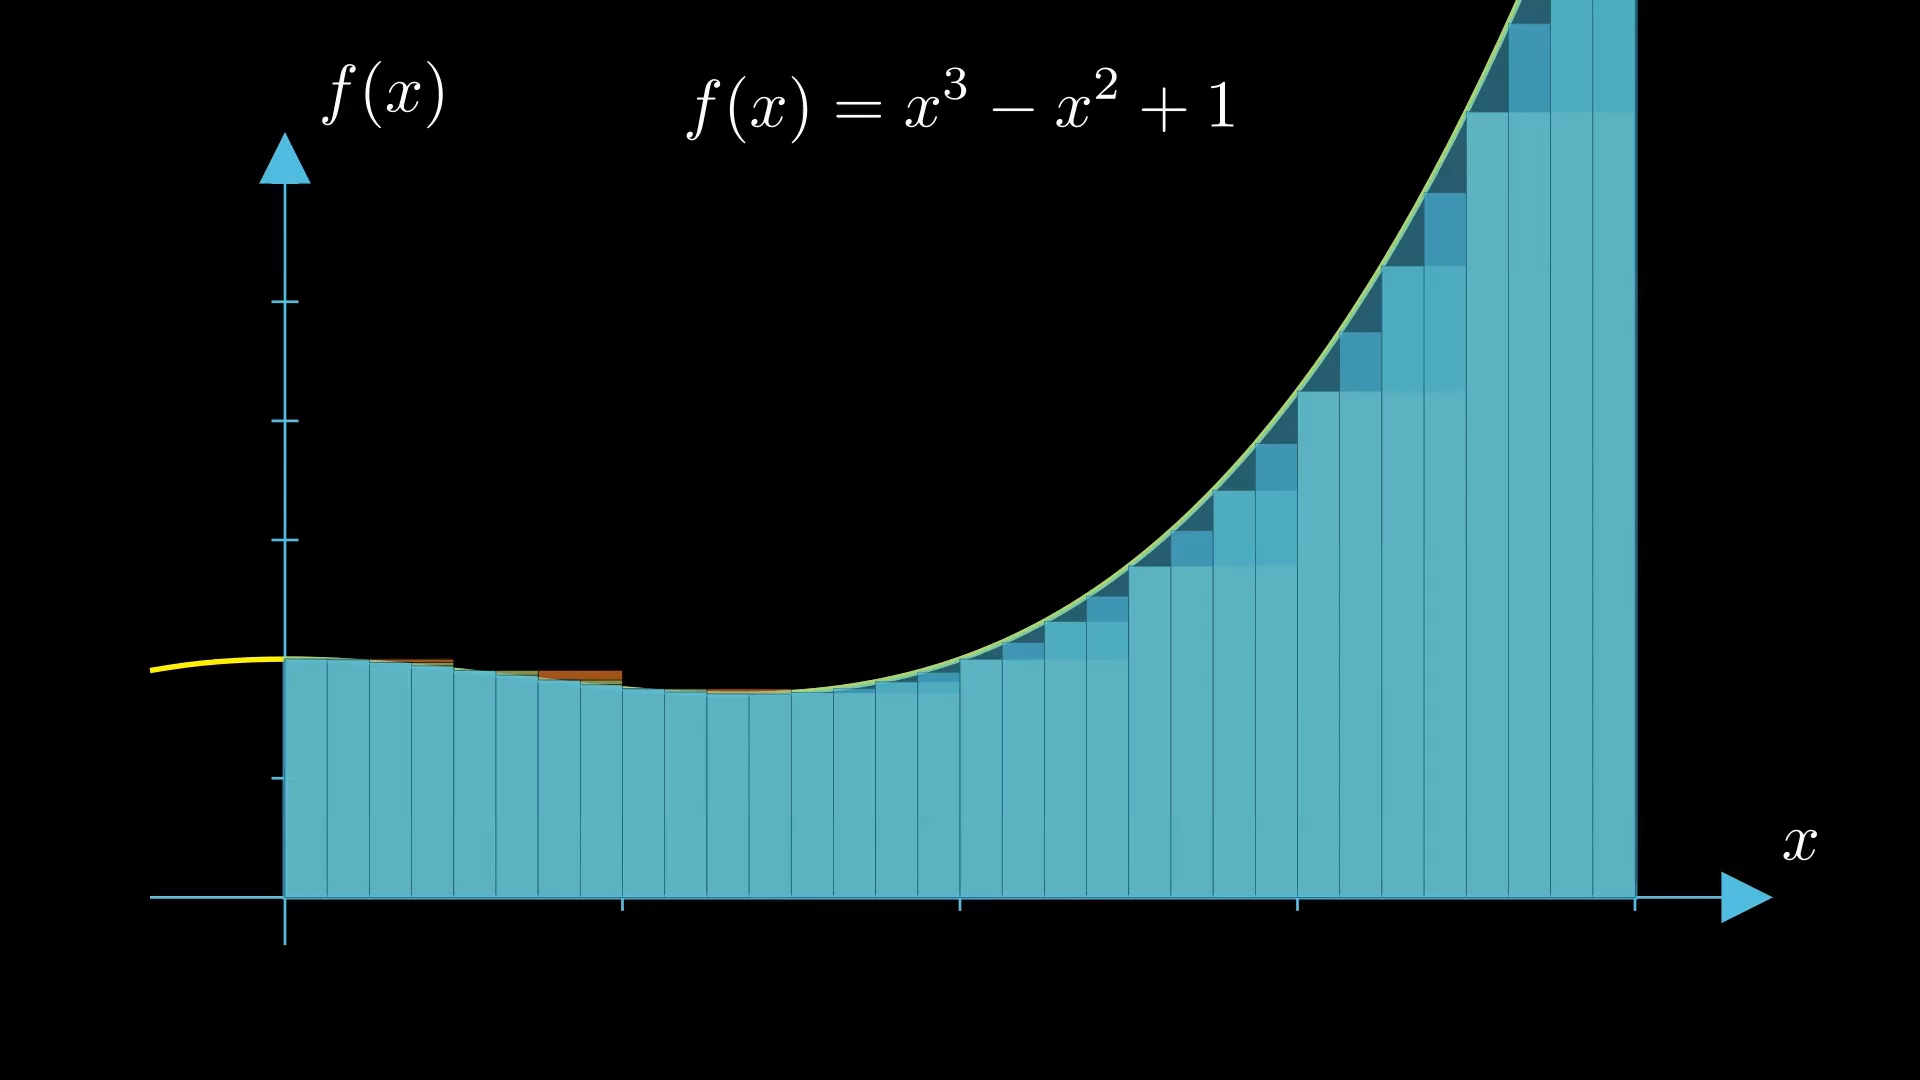 f(x)
f(x) = x³ − x² + 1
x